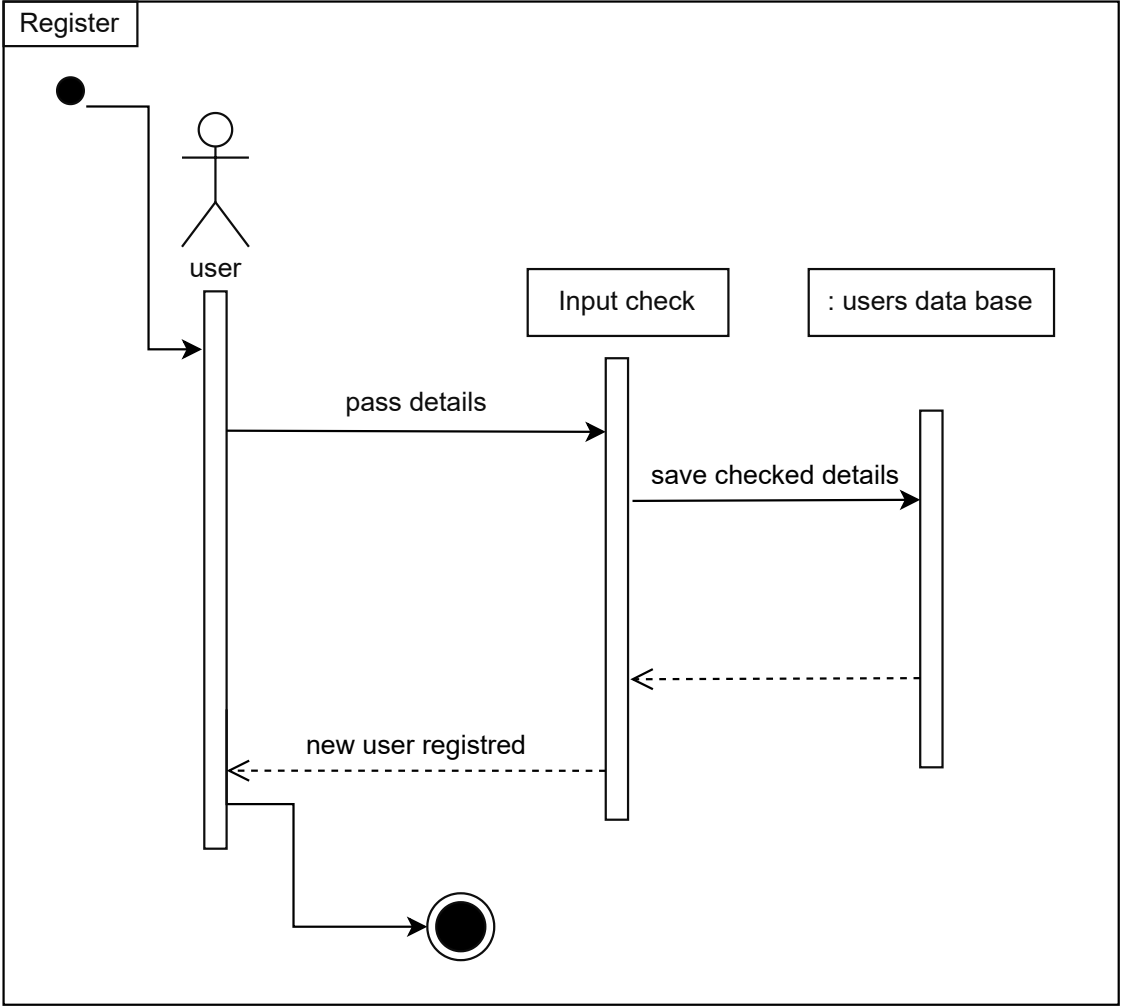 Register
user
Input check
: users data base
pass details
save checked details
new user registred